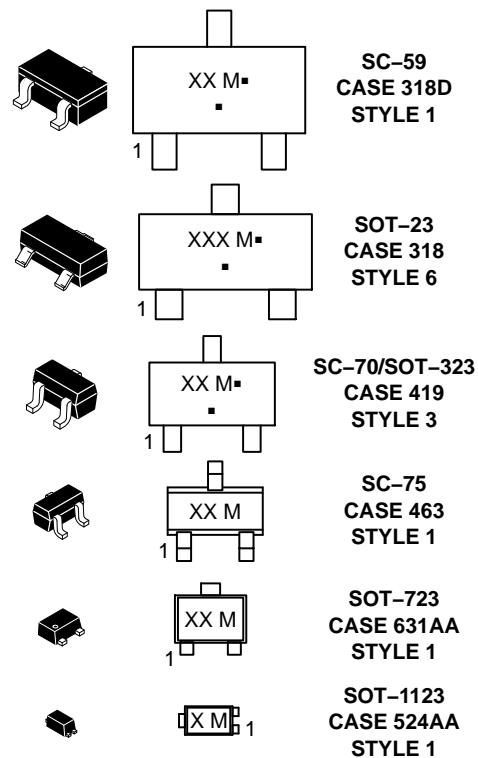 XX M▪
▪
1
SC−59
CASE 318D
STYLE 1
XXX M▪
▪
1
SOT−23
CASE 318
STYLE 6
XX M▪
▪
1
SC−70/SOT−323
CASE 419
STYLE 3
XX M
1
SC−75
CASE 463
STYLE 1
XX M
1
SOT−723
CASE 631AA
STYLE 1
X M
1
SOT−1123
CASE 524AA
STYLE 1